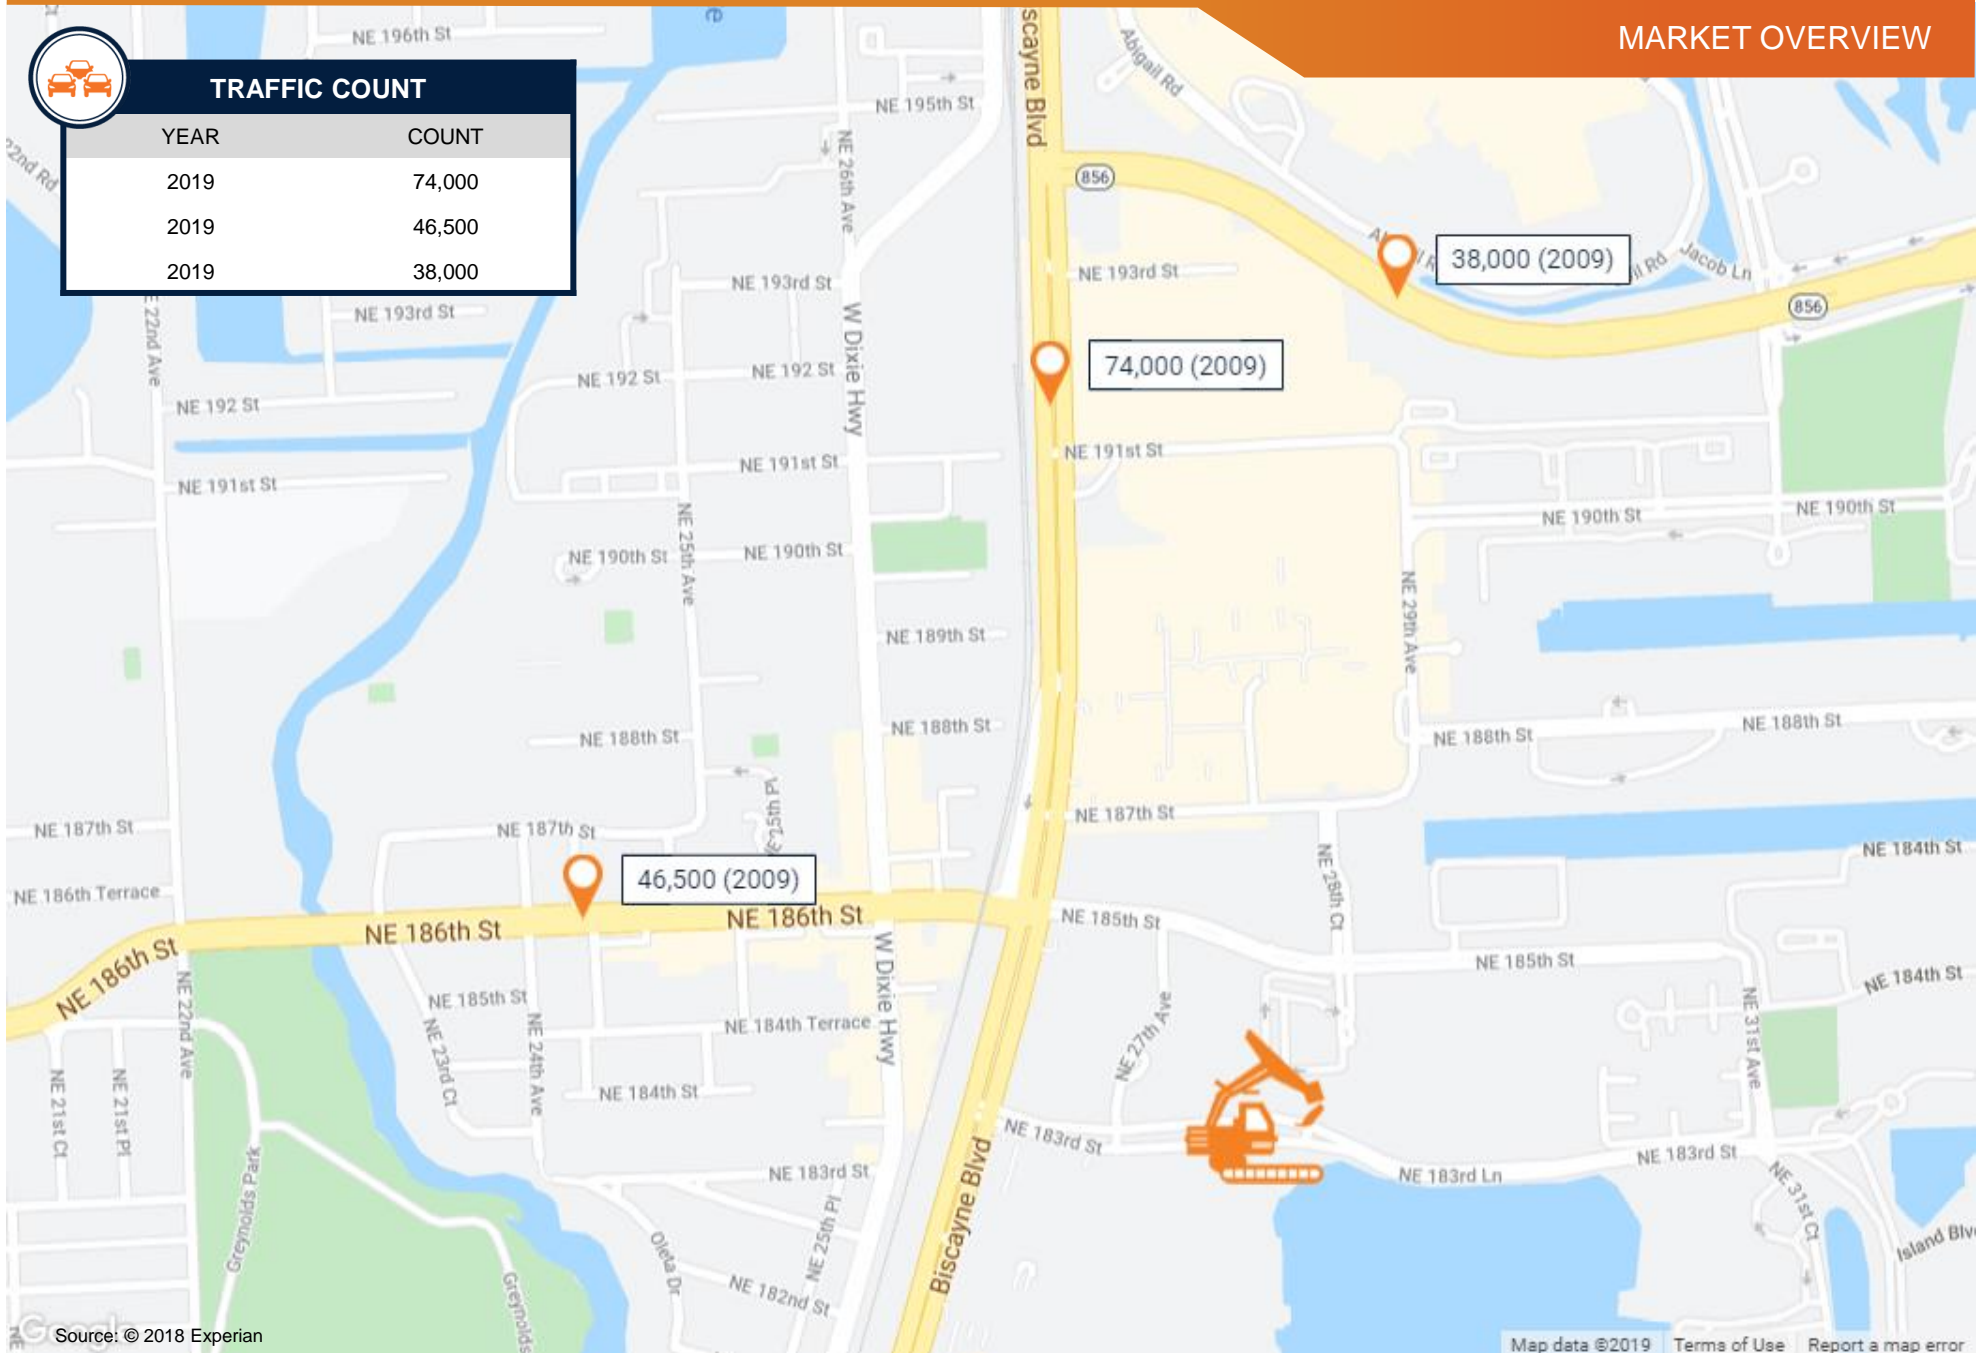 MARKET OVERVIEW
TRAFFIC COUNT
YEAR COUNT
2019 74,000
2019 46,500
2019 38,000
NE 196th St
NE 195th St
22nd Rd
NE 26th Ave
scayne Blvd
Abigail Rd
856
38,000 (2009)
Jacob Ln
856
NE 193rd St
NE 193rd St
NE 193rd St
E 22nd Ave
W Dixie Hwy
74,000 (2009)
NE 192 St
NE 192 St
NE 192 St
NE 191st St
NE 191st St
NE 191st St
NE 25th Ave
NE 190th St
NE 190th St
NE 190th St
NE 190th St
NE 29th Ave
NE 189th St
NE 188th St
NE 188th St
NE 188th St
NE 188th St
NE 187th St
NE 187th St
NE 187th St
NE 28th Ct
NE 184th St
46,500 (2009)
NE 186th Terrace
NE 186th St
NE 186th St
NE 186th St
NE 185th St
NE 185th St
NE 185th St
NE 184th St
NE 22nd Ave
NE 23rd Ct
NE 24th Ave
NE 184th Terrace
W Dixie Hwy
NE 27th Ave
NE 31st Ave
NE 21st Ct
NE 21st Pl
NE 184th St
NE 183rd St
NE 183rd St
NE 183rd Ln
NE 183rd St
NE 31st Ct
Greynolds Park
Biscayne Blvd
NE 25th Pl
Oleta Dr
NE 182nd St
Island Blv
Greynolds
NE
Google
Source: © 2018 Experian
Map data ©2019 Terms of Use Report a map error